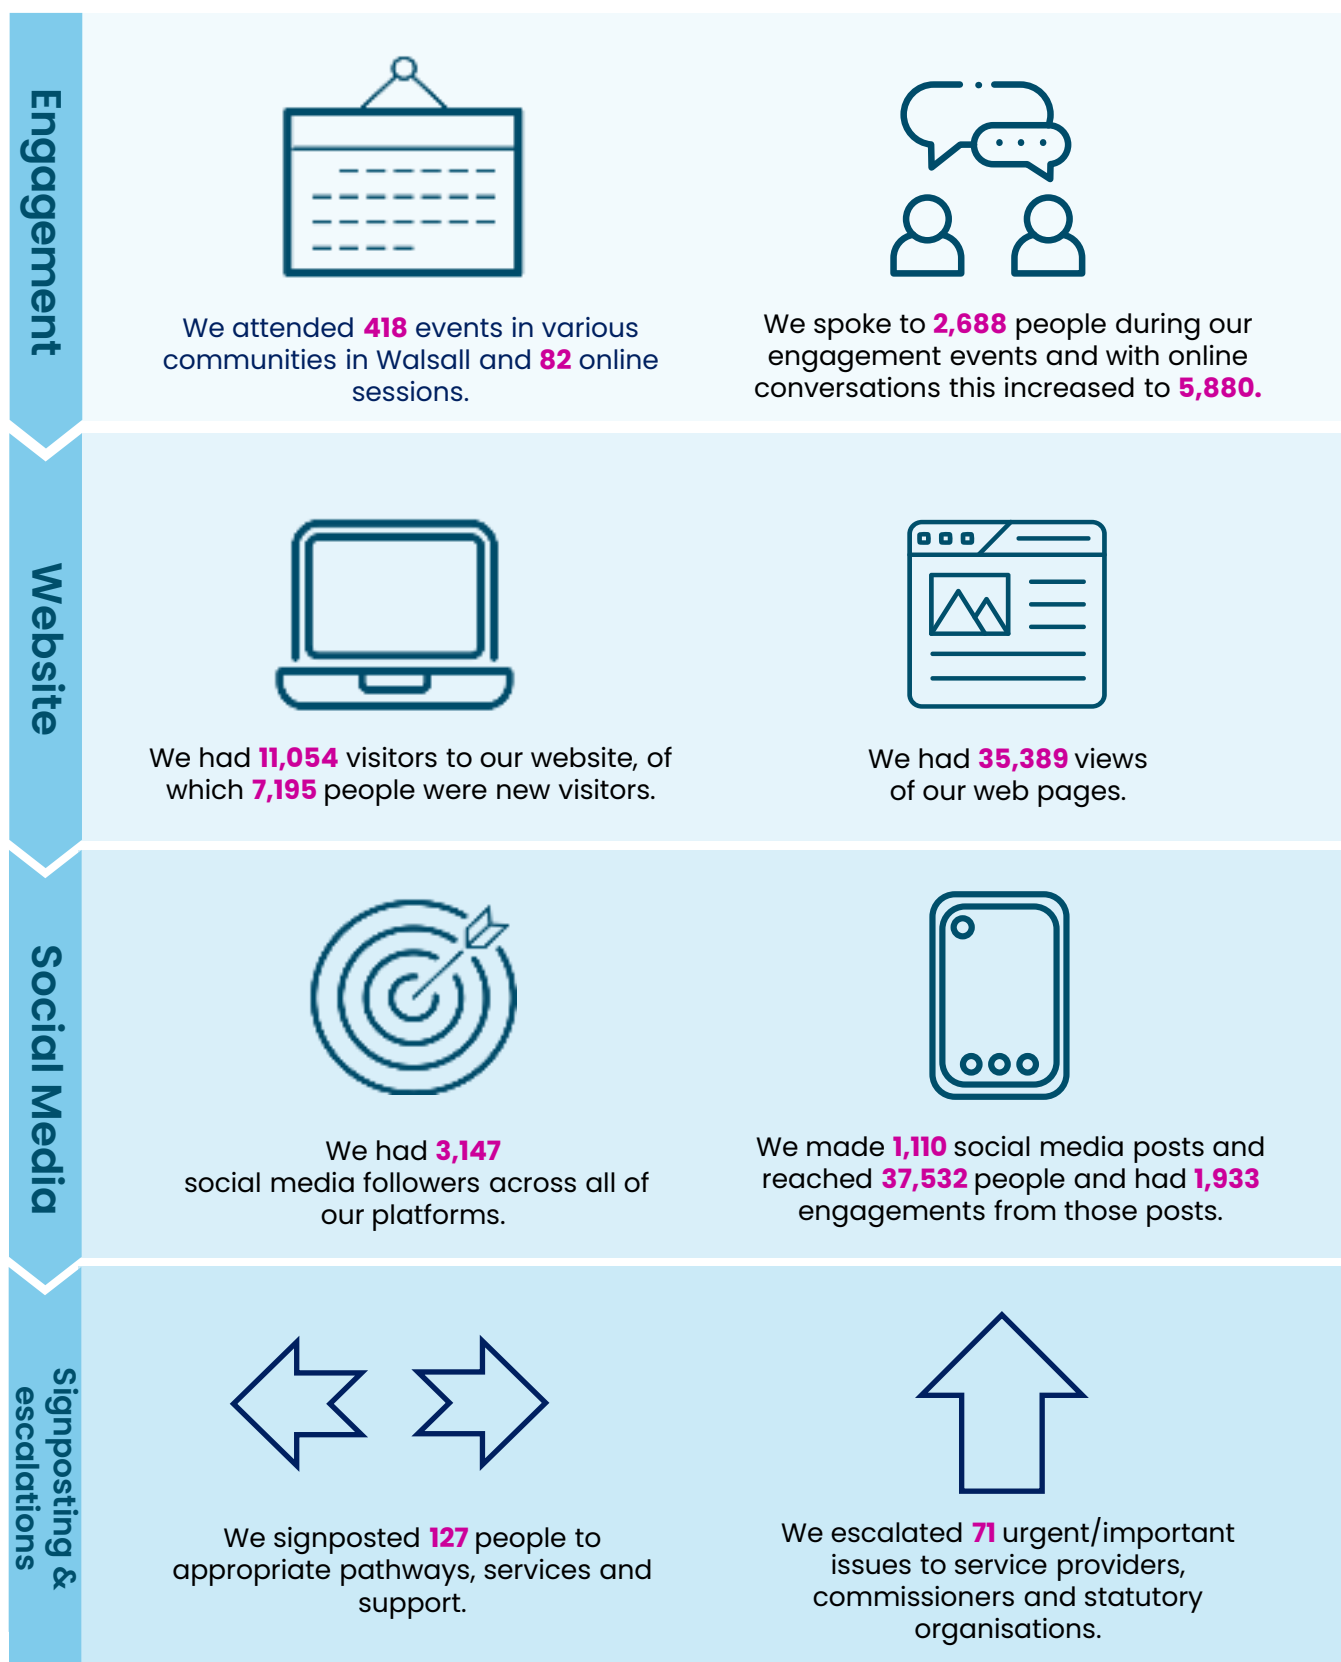 Engagement
We attended 418 events in various
communities in Walsall and 82 online
sessions.
We spoke to 2,688 people during our
engagement events and with online
conversations this increased to 5,880.
Website
We had 11,054 visitors to our website, of
which 7,195 people were new visitors.
We had 35,389 views
of our web pages.
Social Media
We had 3,147
social media followers across all of
our platforms.
We made 1,110 social media posts and
reached 37,532 people and had 1,933
engagements from those posts.
Signposting &
escalations
We signposted 127 people to
appropriate pathways, services and
support.
We escalated 71 urgent/important
issues to service providers,
commissioners and statutory
organisations.